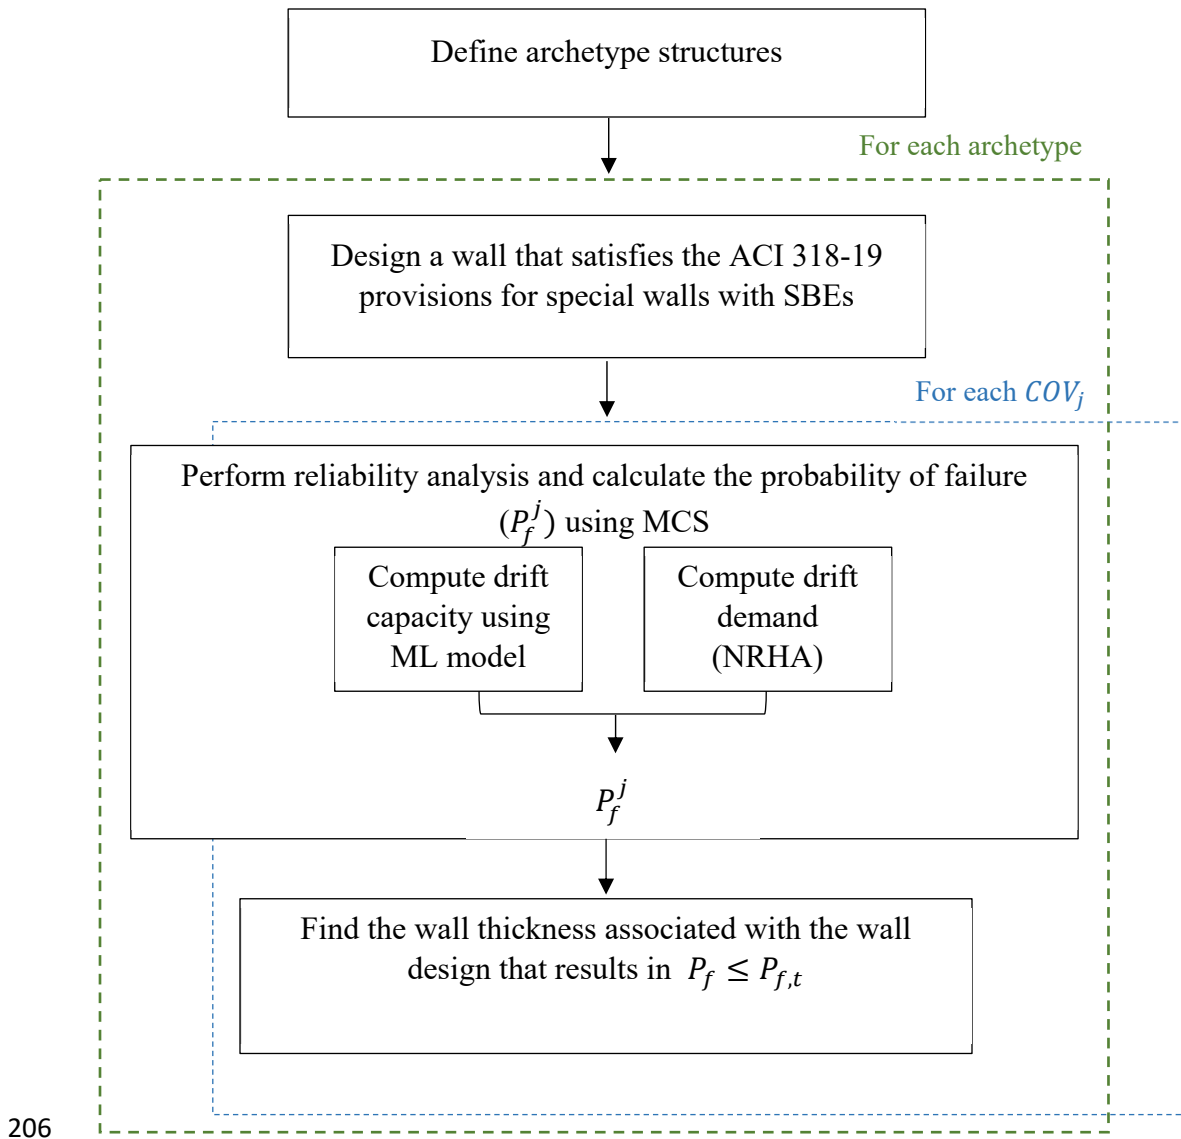 Define archetype structures
For each archetype
Design a wall that satisfies the ACI 318-19
provisions for special walls with SBEs
For each COV_j
Perform reliability analysis and calculate the probability of failure
(P_f^j) using MCS
Compute drift
capacity using
ML model
Compute drift
demand
(NRHA)
P_f^j
Find the wall thickness associated with the wall
design that results in P_f ≤ P_{f,t}
206